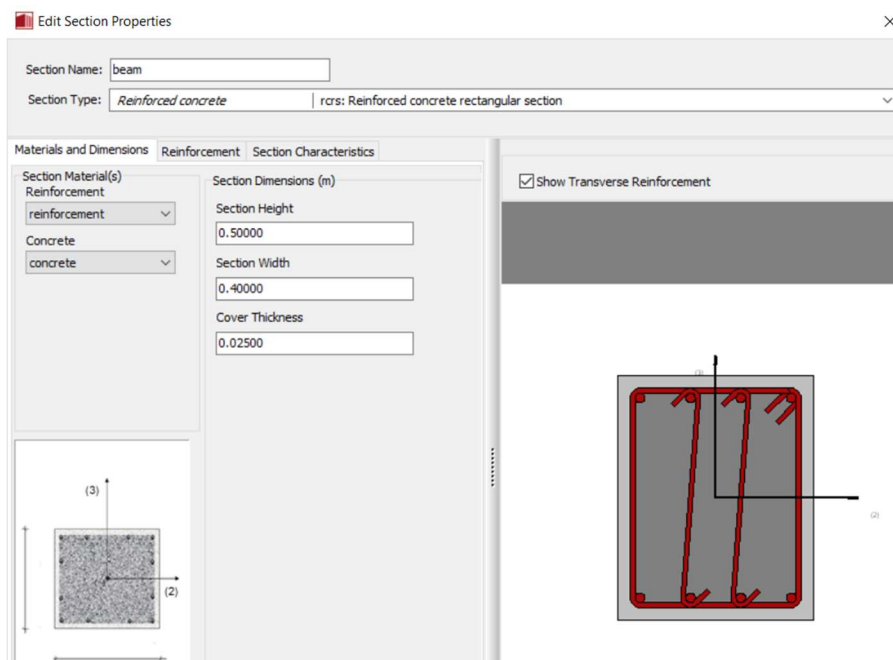 Edit Section Properties
Section Name: beam
Section Type: Reinforced concrete rcrs: Reinforced concrete rectangular section
Materials and Dimensions Reinforcement Section Characteristics
Section Material(s)
Reinforcement
reinforcement
Concrete
concrete
Section Dimensions (m)
Section Height
0.50000
Section Width
0.40000
Cover Thickness
0.02500
Show Transverse Reinforcement
(3)
(2)
(3)
(2)